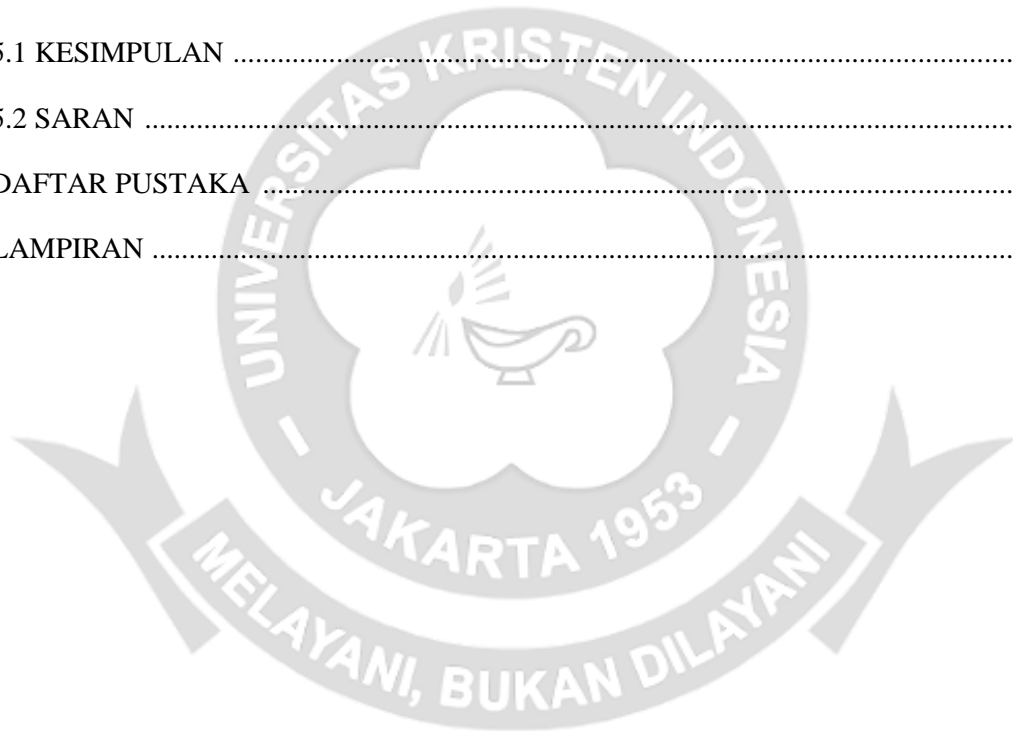 5.1 KESIMPULAN ........................................................................................................
5.2 SARAN ....................................................................................................................
DAFTAR PUSTAKA ....................................................................................................
LAMPIRAN ...................................................................................................................
UNIVERSITAS KRISTEN INDONESIA
- JAKARTA 1953 -
MELAYANI, BUKAN DILAYANI